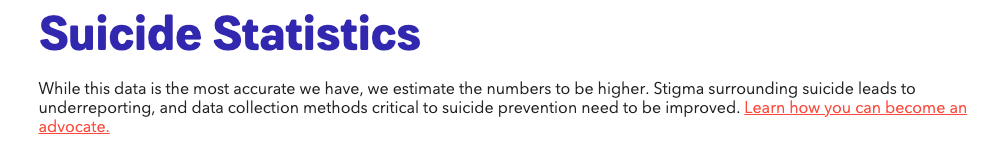 Suicide Statistics
While this data is the most accurate we have, we estimate the numbers to be higher. Stigma surrounding suicide leads to
underreporting, and data collection methods critical to suicide prevention need to be improved. Learn how you can become an
advocate.